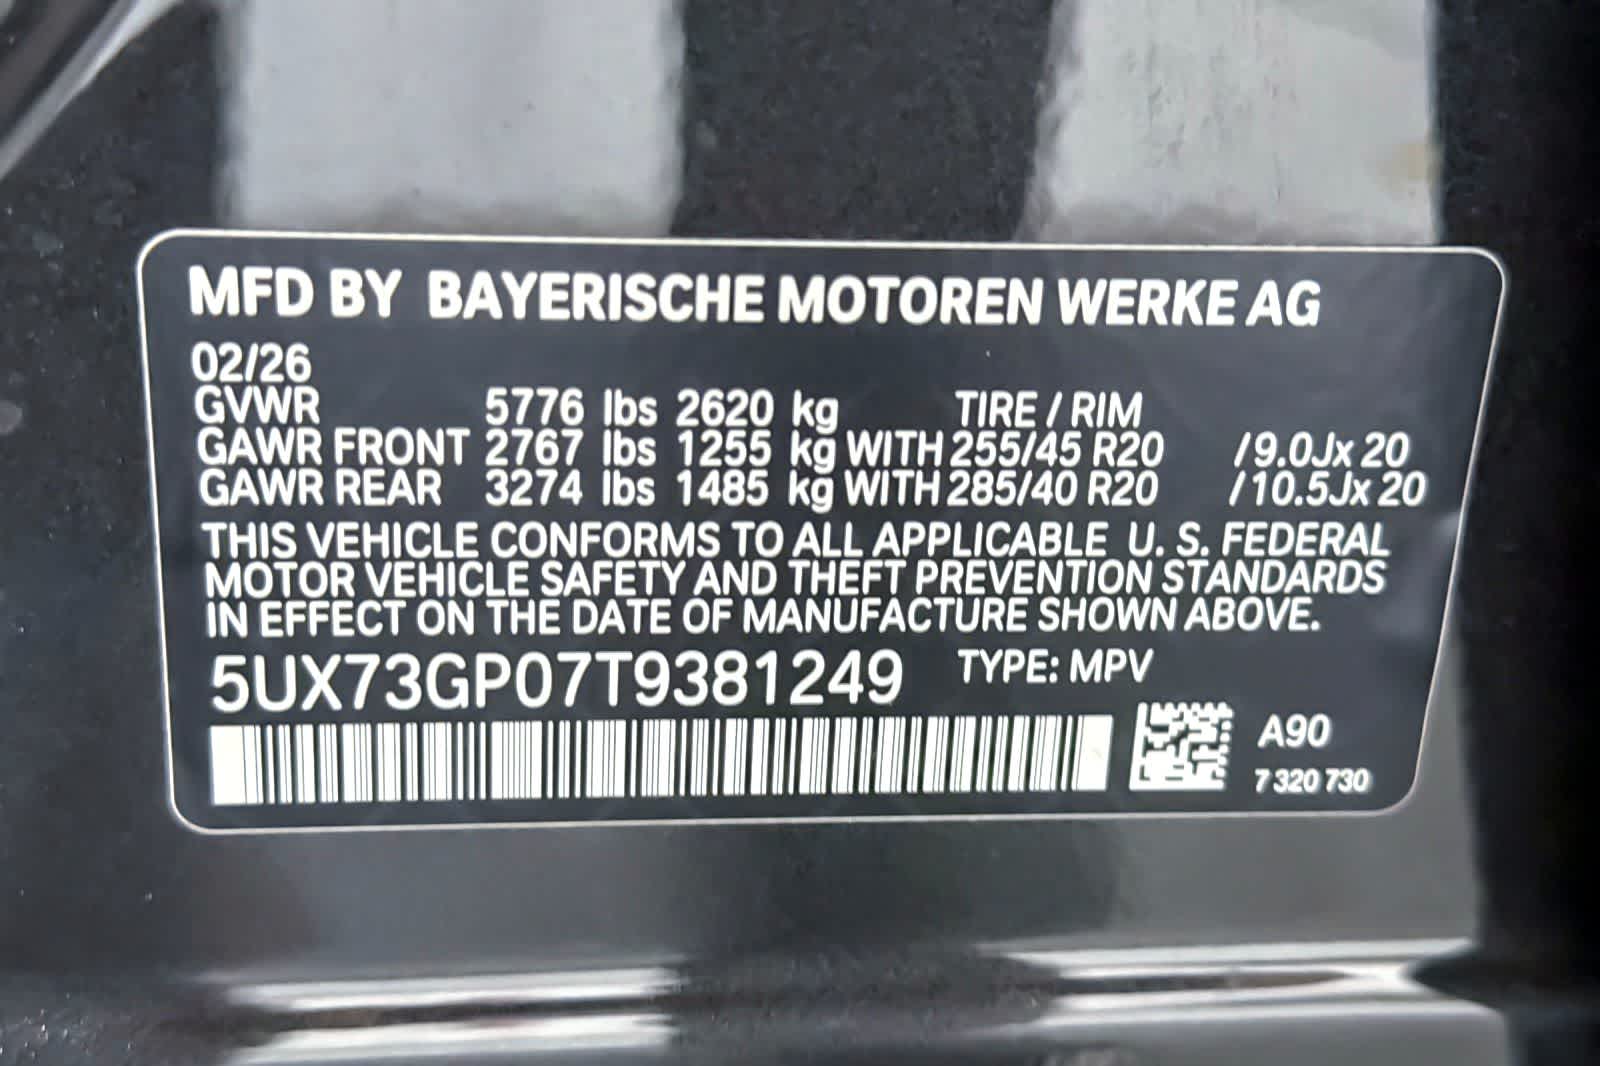 MFD BY BAYERISCHE MOTOREN WERKE AG
02/26
GVWR 5776 lbs 2620 kg TIRE / RIM
GAWR FRONT 2767 lbs 1255 kg WITH 255/45 R20 /9.0Jx 20
GAWR REAR 3274 lbs 1485 kg WITH 285/40 R20 /10.5Jx 20
THIS VEHICLE CONFORMS TO ALL APPLICABLE U. S. FEDERAL
MOTOR VEHICLE SAFETY AND THEFT PREVENTION STANDARDS
IN EFFECT ON THE DATE OF MANUFACTURE SHOWN ABOVE.
5UX73GP07T9381249 TYPE: MPV
A90
7 320 730